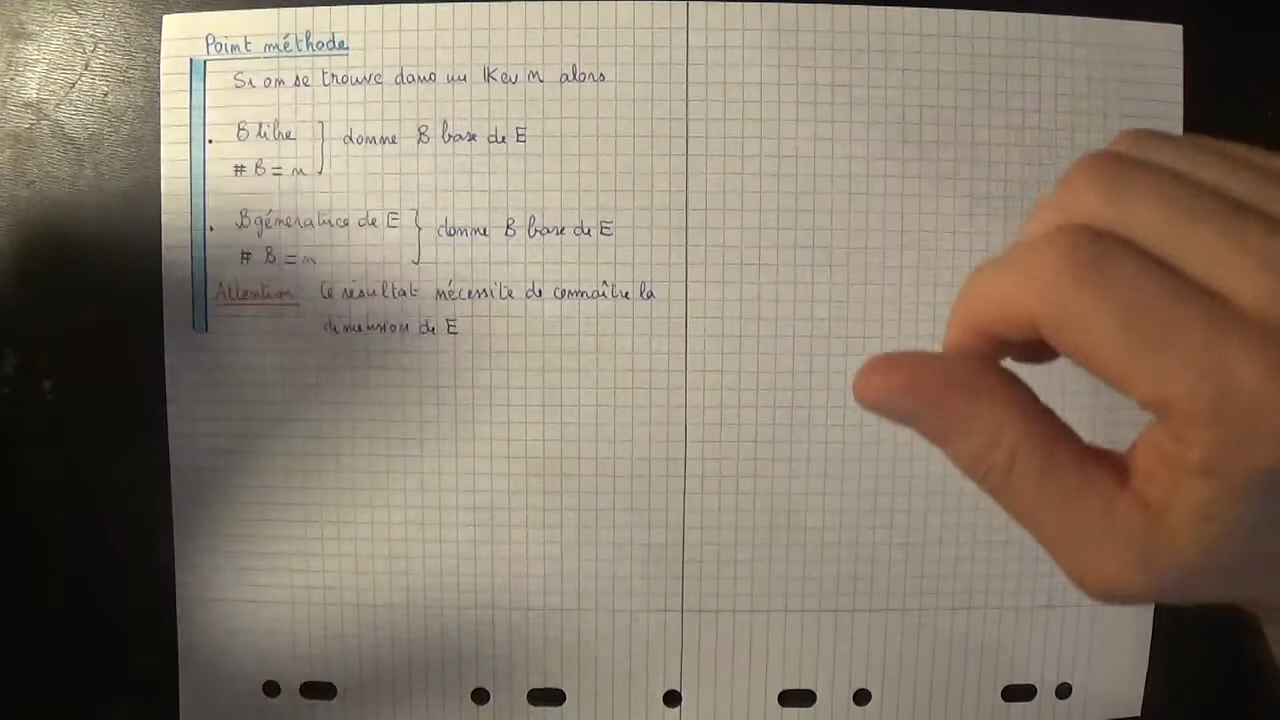 Point méthode
Si on se trouve dans un Kev n alors
. B libre } donne B base de E
# B = n
. B génératrice de E } donne B base de E
# B = n
Attention Ce résultat nécessite de connaître la
dimension de E